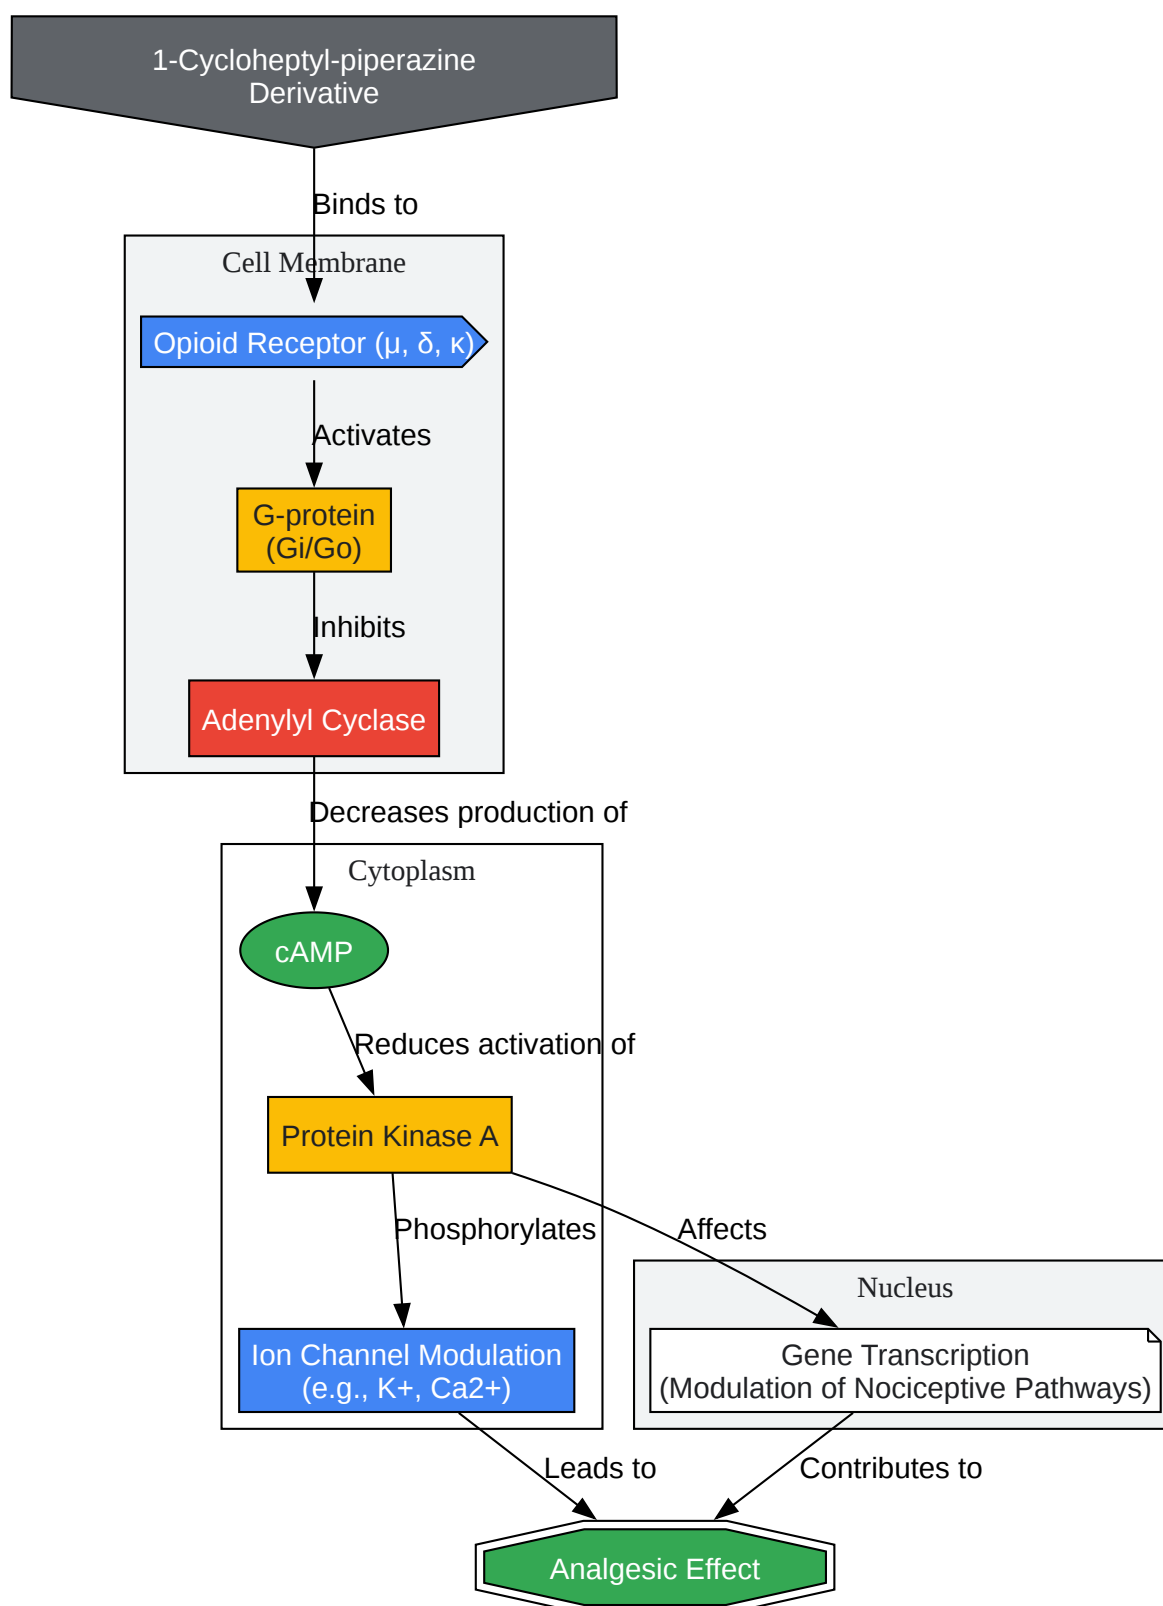 1-Cycloheptyl-piperazine
Derivative
Binds to
Cell Membrane
Opioid Receptor (μ, δ, κ)
Activates
G-protein
(Gi/Go)
Inhibits
Adenylyl Cyclase
Decreases production of
Cytoplasm
cAMP
Reduces activation of
Protein Kinase A
Phosphorylates
Affects
Nucleus
Ion Channel Modulation
(e.g., K+, Ca2+)
Gene Transcription
(Modulation of Nociceptive Pathways)
Leads to
Contributes to
Analgesic Effect